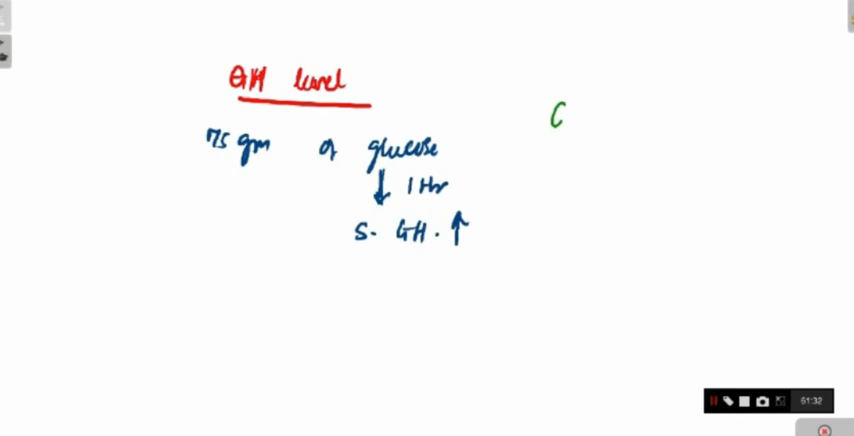 GH level
C
75 gm of glucose
↓ 1 Hr
S. GH. ↑
61:32